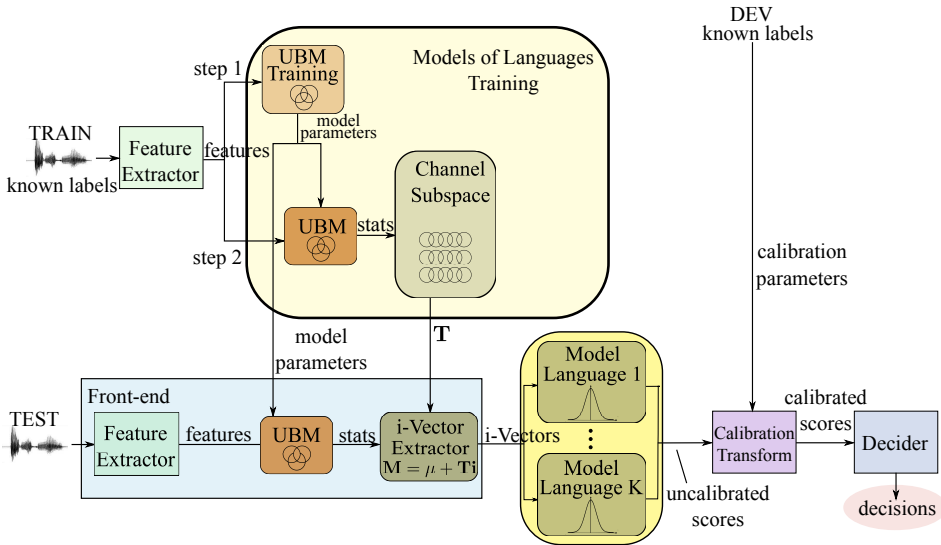 DEV
known labels
UBM
Training
Models of Languages
Training
step 1
model
parameters
TRAIN
known labels
Feature
Extractor
features
Channel
Subspace
UBM
stats
step 2
calibration
parameters
T
model
parameters
Front-end
TEST
Feature
Extractor
features
UBM
stats
i-Vector
Extractor
M = μ + Ti
i-Vectors
Model
Language 1
Model
Language K
uncalibrated
scores
Calibration
Transform
calibrated
scores
Decider
decisions